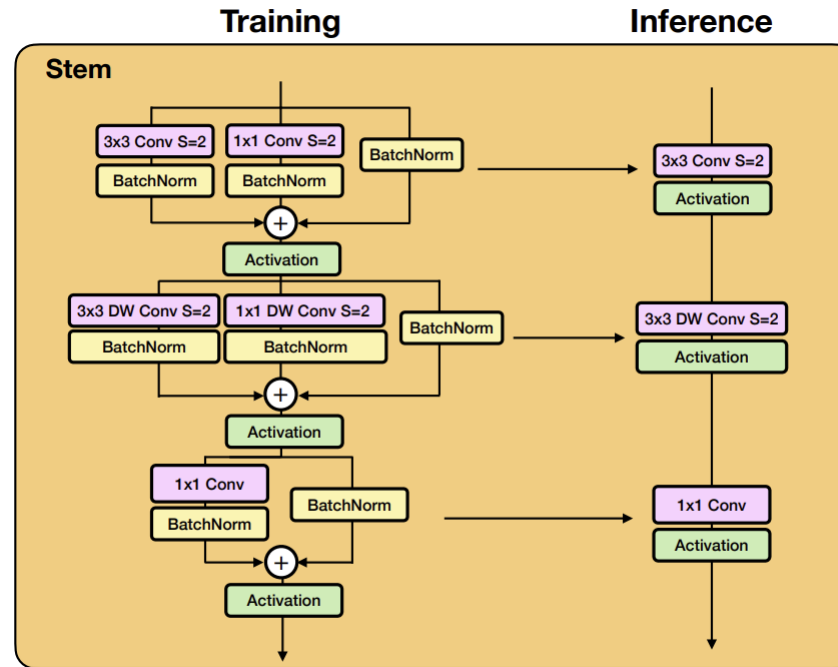 Training
Inference
Stem
3x3 Conv S=2
1x1 Conv S=2
BatchNorm
BatchNorm
BatchNorm
+
Activation
3x3 Conv S=2
Activation
3x3 DW Conv S=2
1x1 DW Conv S=2
BatchNorm
BatchNorm
BatchNorm
+
Activation
3x3 DW Conv S=2
Activation
1x1 Conv
BatchNorm
BatchNorm
+
Activation
1x1 Conv
Activation